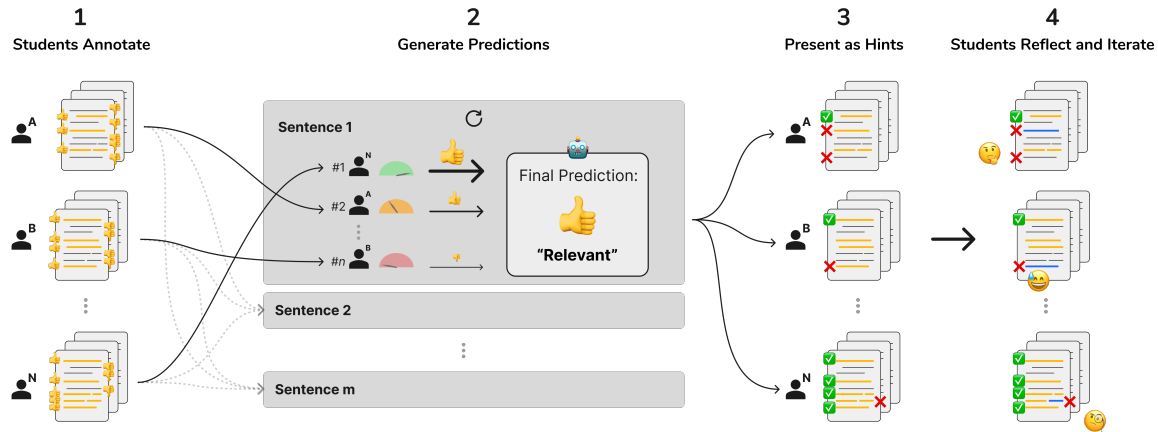 1
Students Annotate
2
Generate Predictions
3
Present as Hints
4
Students Reflect and Iterate
A
B
N
Sentence 1
#1 N
#2 A
#n B
Final Prediction:
“Relevant”
Sentence 2
Sentence m
A
B
N